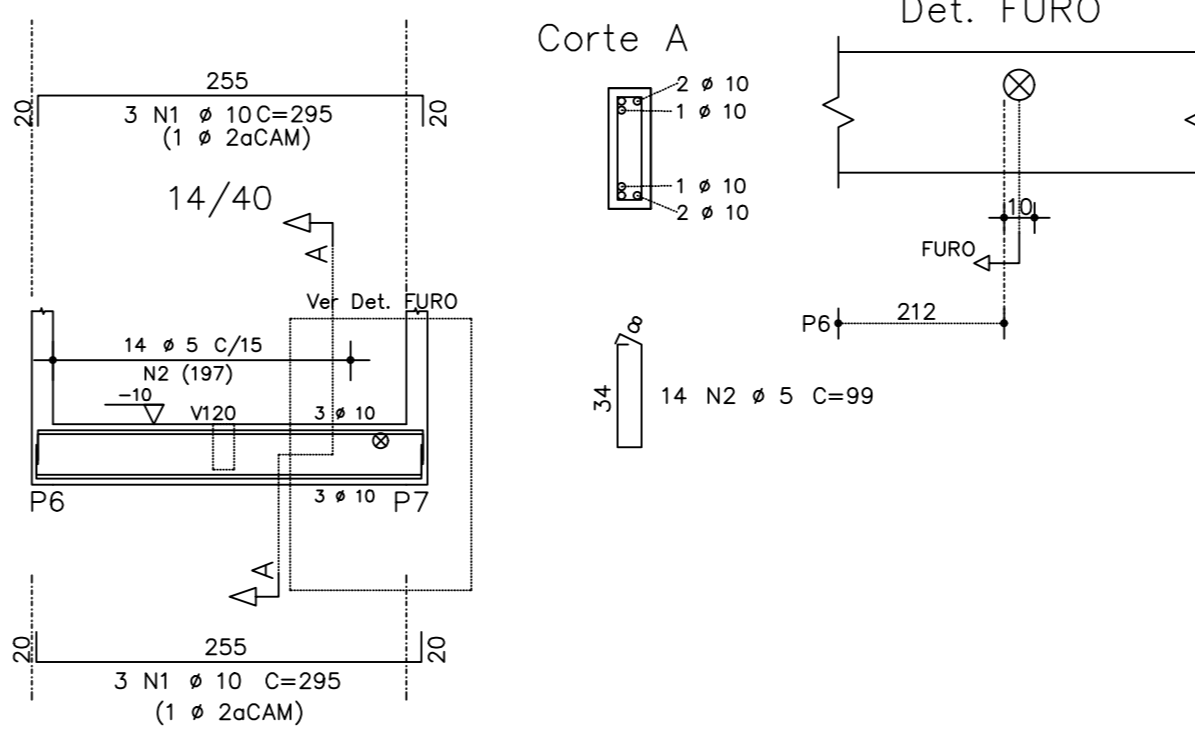 255
20
20
3 N1 ø 10 C=295
(1 ø 2aCAM)
14/40
A
Ver Det. FURO
14 ø 5 C/15
N2 (197)
-10
V120
3 ø 10
3 ø 10
P6
P7
A
255
20
20
3 N1 ø 10 C=295
(1 ø 2aCAM)
Corte A
2 ø 10
1 ø 10
1 ø 10
2 ø 10
8
34
14 N2 ø 5 C=99
Det. FURO
10
FURO
P6
212